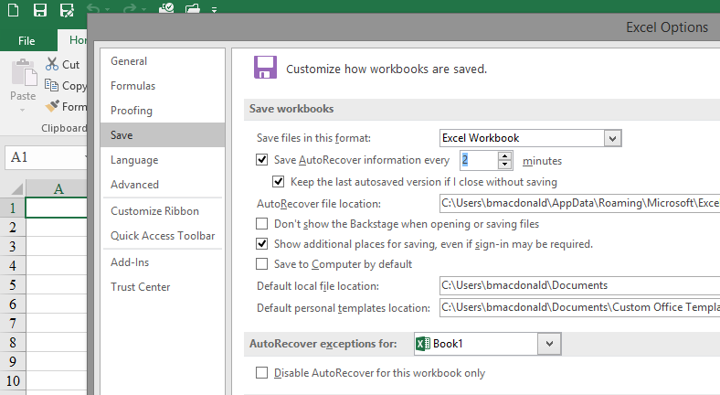 Excel Options
File
Ho
Cut
Copy
Form
Paste
Clipboard
A1
A
1
2
3
4
5
6
7
8
9
10
General
Formulas
Proofing
Save
Language
Advanced
Customize Ribbon
Quick Access Toolbar
Add-Ins
Trust Center
Customize how workbooks are saved.
Save workbooks
Save files in this format: Excel Workbook
Save AutoRecover information every 2 minutes
Keep the last autosaved version if I close without saving
AutoRecover file location: C:\Users\bmacdonald\AppData\Roaming\Microsoft\Exce
Don't show the Backstage when opening or saving files
Show additional places for saving, even if sign-in may be required.
Save to Computer by default
Default local file location: C:\Users\bmacdonald\Documents
Default personal templates location: C:\Users\bmacdonald\Documents\Custom Office Templa
AutoRecover exceptions for: Book1
Disable AutoRecover for this workbook only